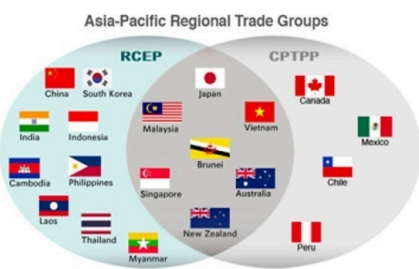 Asia-Pacific Regional Trade Groups
RCEP
CPTPP
China
South Korea
Japan
Canada
India
Indonesia
Malaysia
Vietnam
Mexico
Cambodia
Philippines
Brunei
Chile
Singapore
Australia
Laos
Thailand
New Zealand
Peru
Myanmar